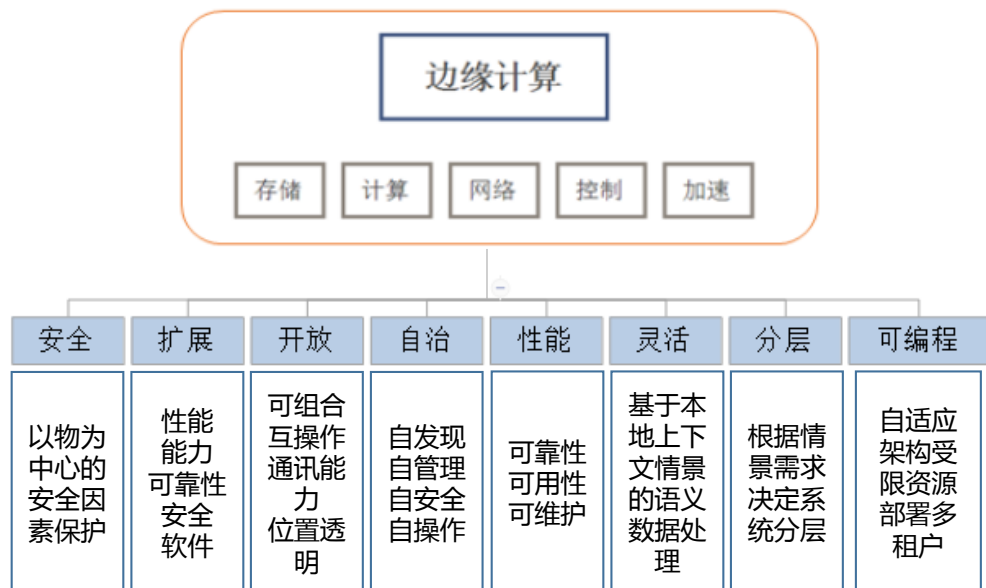 边缘计算
存储
计算
网络
控制
加速
安全
扩展
开放
自治
性能
灵活
分层
可编程
以物为
中心的
安全因
素保护
性能
能力
可靠性
安全
软件
可组合
互操作
通讯能
力
位置透
明
自发现
自管理
自安全
自操作
可靠性
可用性
可维护
基于本
地上下
文情景
的语义
数据处
理
根据情
景需求
决定系
统分层
自适应
架构受
限资源
部署多
租户